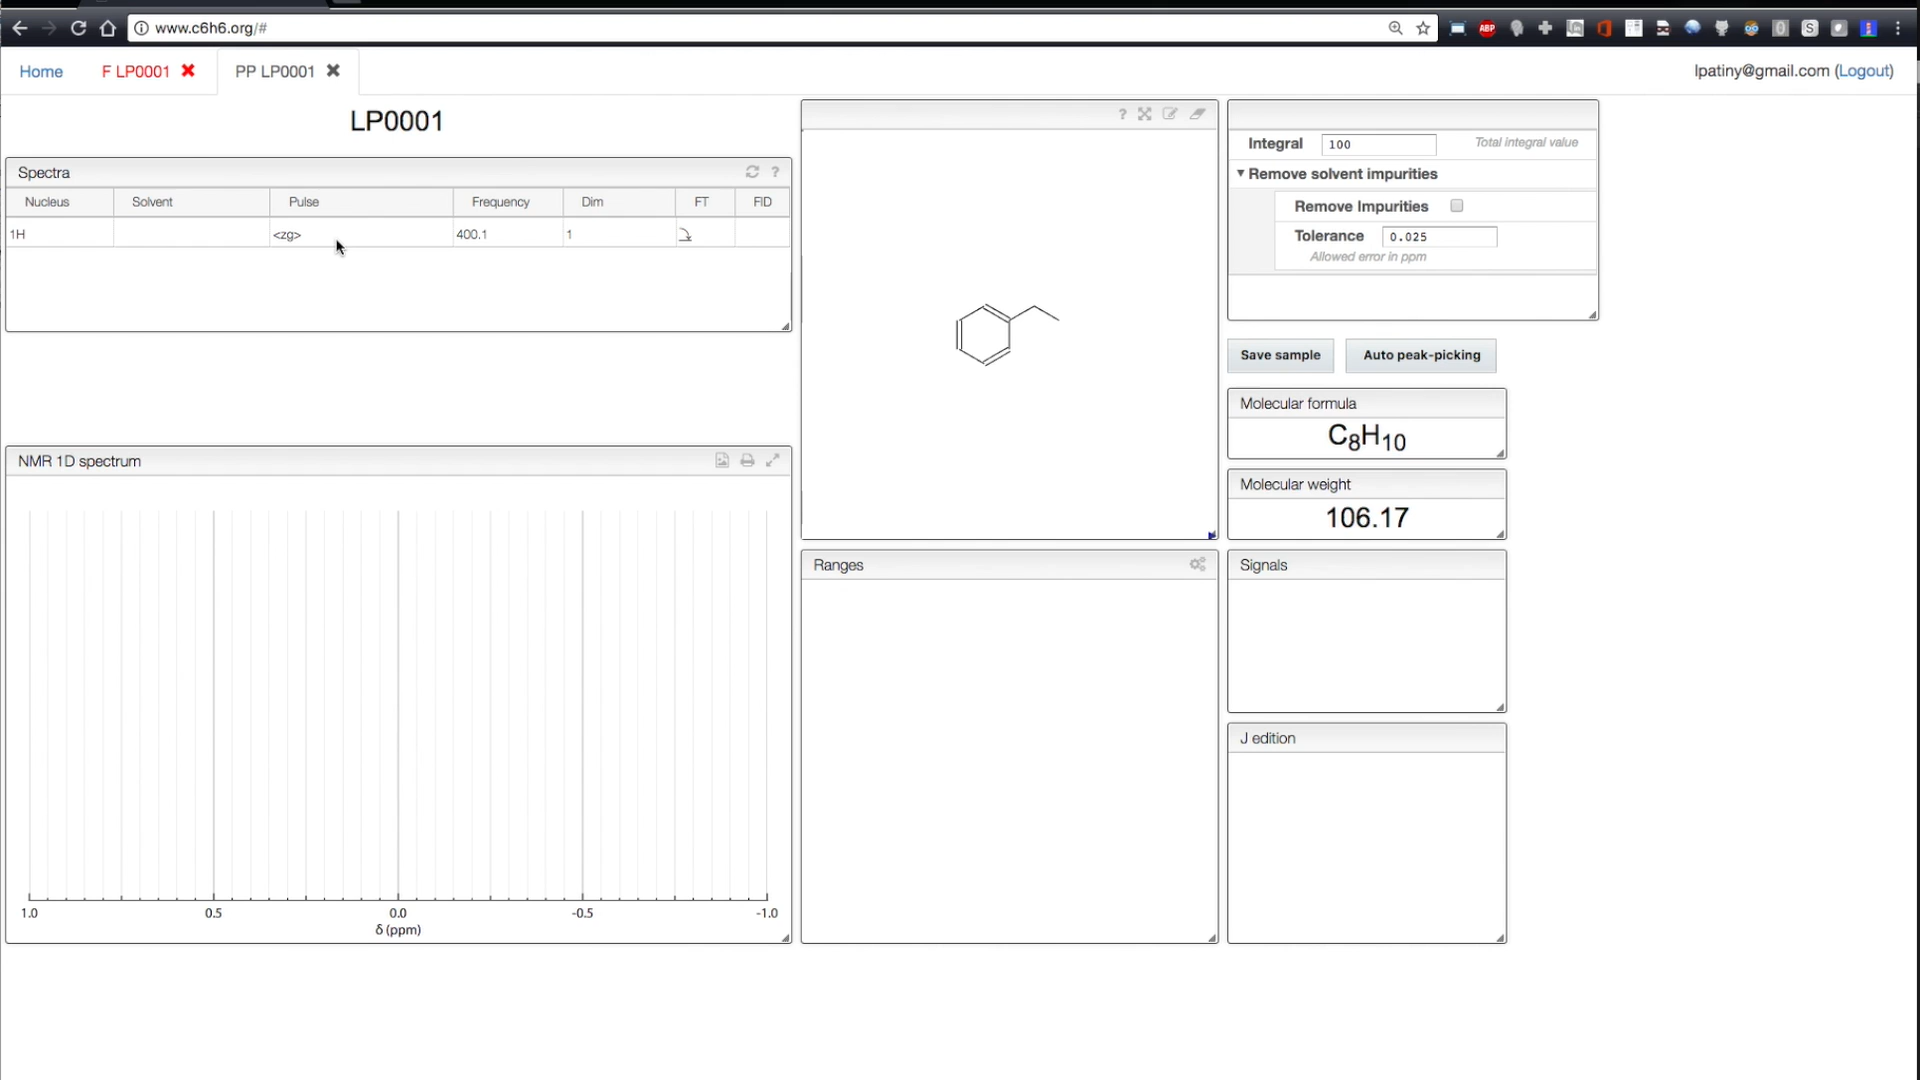 www.c6h6.org/#
ABP
S
Home
F LP0001
PP LP0001
lpatiny@gmail.com (Logout)
LP0001
Spectra
?
Nucleus Solvent Pulse Frequency Dim FT FID
1H <zg> 400.1 1
NMR 1D spectrum
1.0 0.5 0.0 -0.5 -1.0
δ (ppm)
?
Ranges
Integral 100 Total integral value
Remove solvent impurities
Remove Impurities
Tolerance 0.025
Allowed error in ppm
Save sample Auto peak-picking
Molecular formula
C8H10
Molecular weight
106.17
Signals
J edition